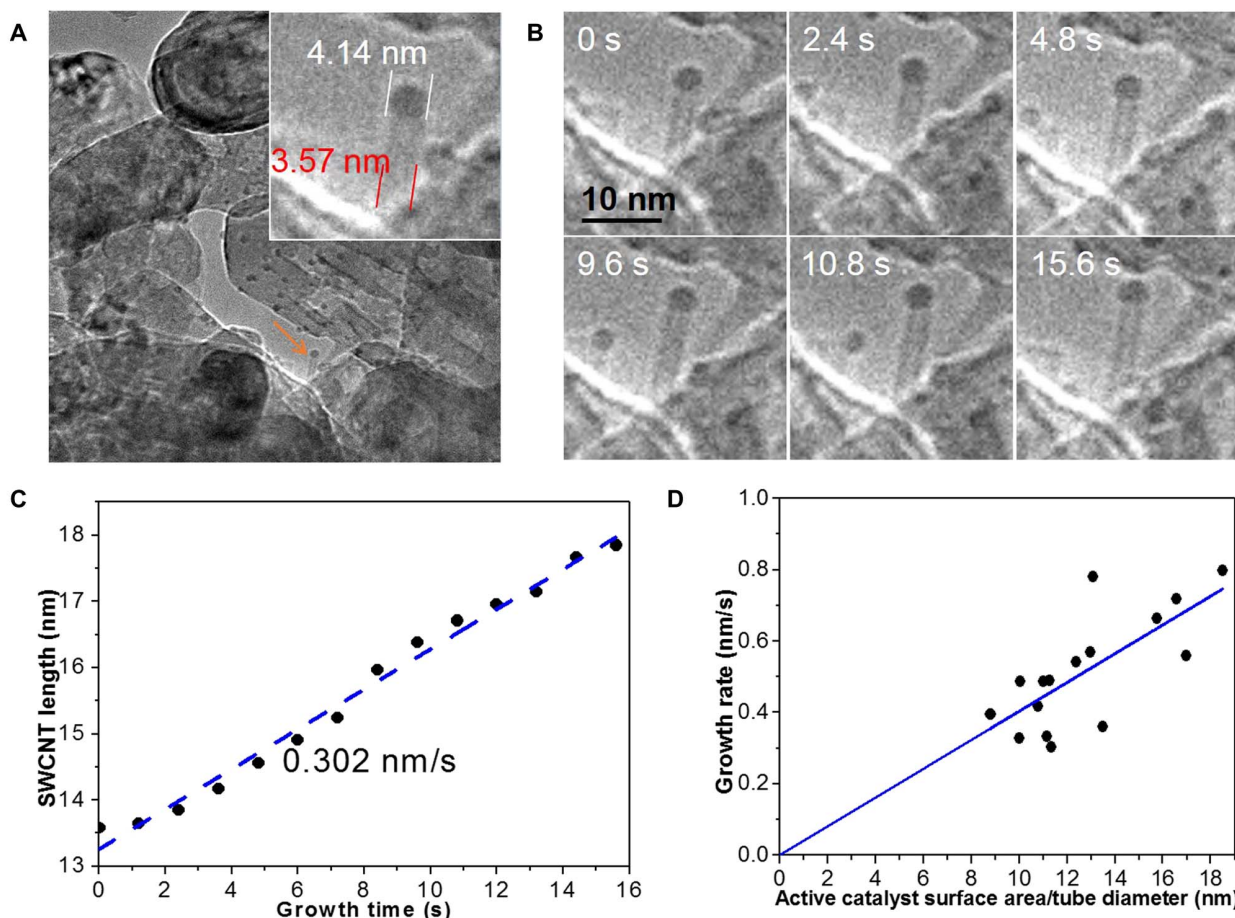 A
4.14 nm
3.57 nm
B
0 s
2.4 s
4.8 s
10 nm
9.6 s
10.8 s
15.6 s
C
SWCNT length (nm)
18
17
16
15
14
13
0.302 nm/s
0 2 4 6 8 10 12 14 16
Growth time (s)
D
Growth rate (nm/s)
1.0
0.8
0.6
0.4
0.2
0.0
0 2 4 6 8 10 12 14 16 18
Active catalyst surface area/tube diameter (nm)